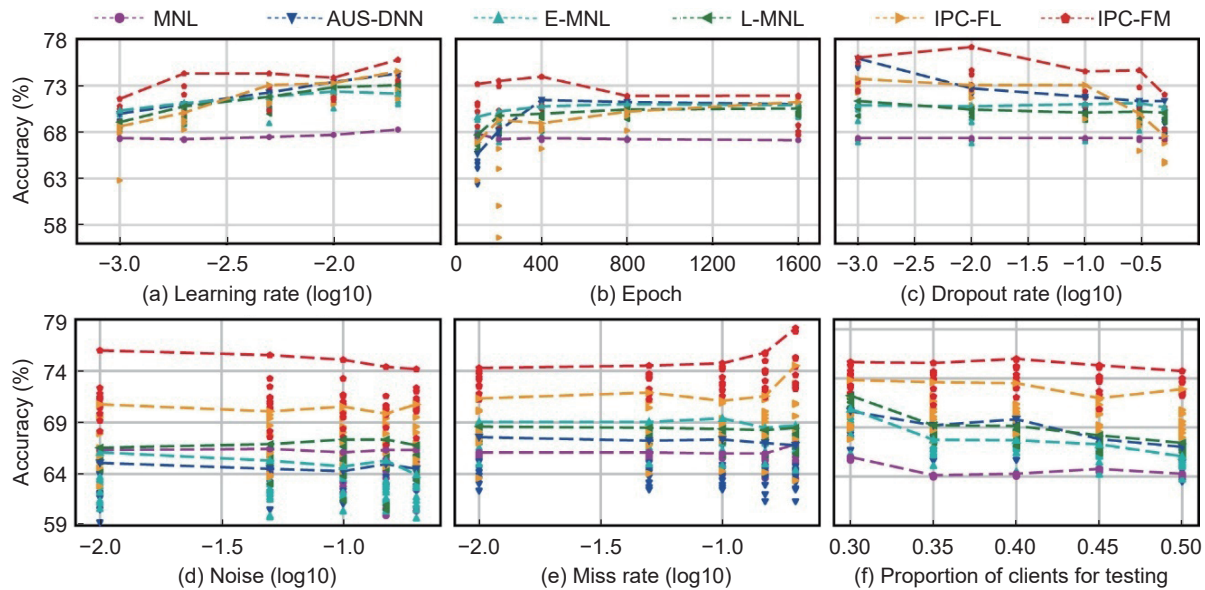 MNL AUS-DNN E-MNL L-MNL IPC-FL IPC-FM
Accuracy (%)
78
73
68
63
58
−3.0 −2.5 −2.0
(a) Learning rate (log10)
0 400 800 1200 1600
(b) Epoch
−3.0 −2.5 −2.0 −1.5 −1.0 −0.5
(c) Dropout rate (log10)
Accuracy (%)
79
74
69
64
59
−2.0 −1.5 −1.0
(d) Noise (log10)
−2.0 −1.5 −1.0
(e) Miss rate (log10)
0.30 0.35 0.40 0.45 0.50
(f) Proportion of clients for testing